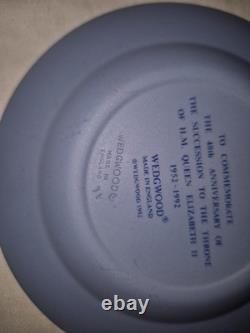 TO COMMEMORATE
THE 40th ANNIVERSARY OF
THE SUCCESSION TO THE THRONE
OF H.M. QUEEN ELIZABETH II
1952-1992
WEDGWOOD®
MADE IN ENGLAND
© WEDGWOOD 1992
WEDGWOOD
MADE IN
ENGLAND